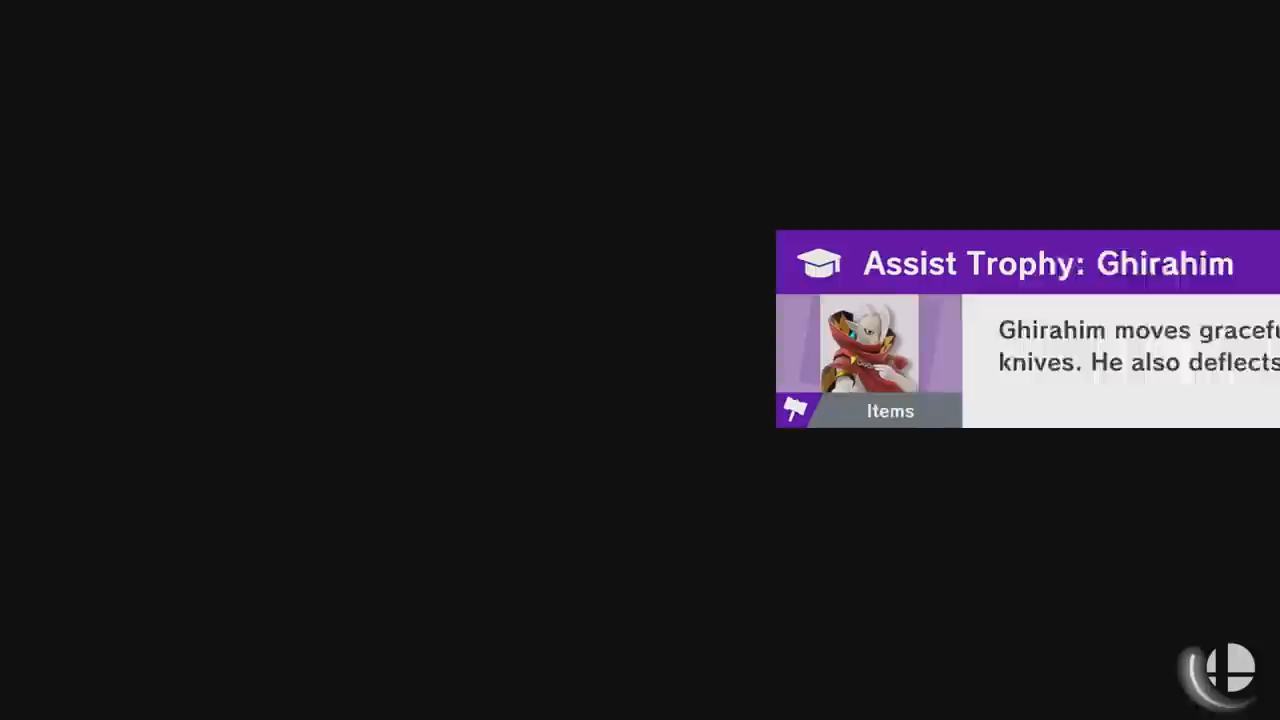 Assist Trophy: Ghirahim
Ghirahim moves gracefu
knives. He also deflects
Items